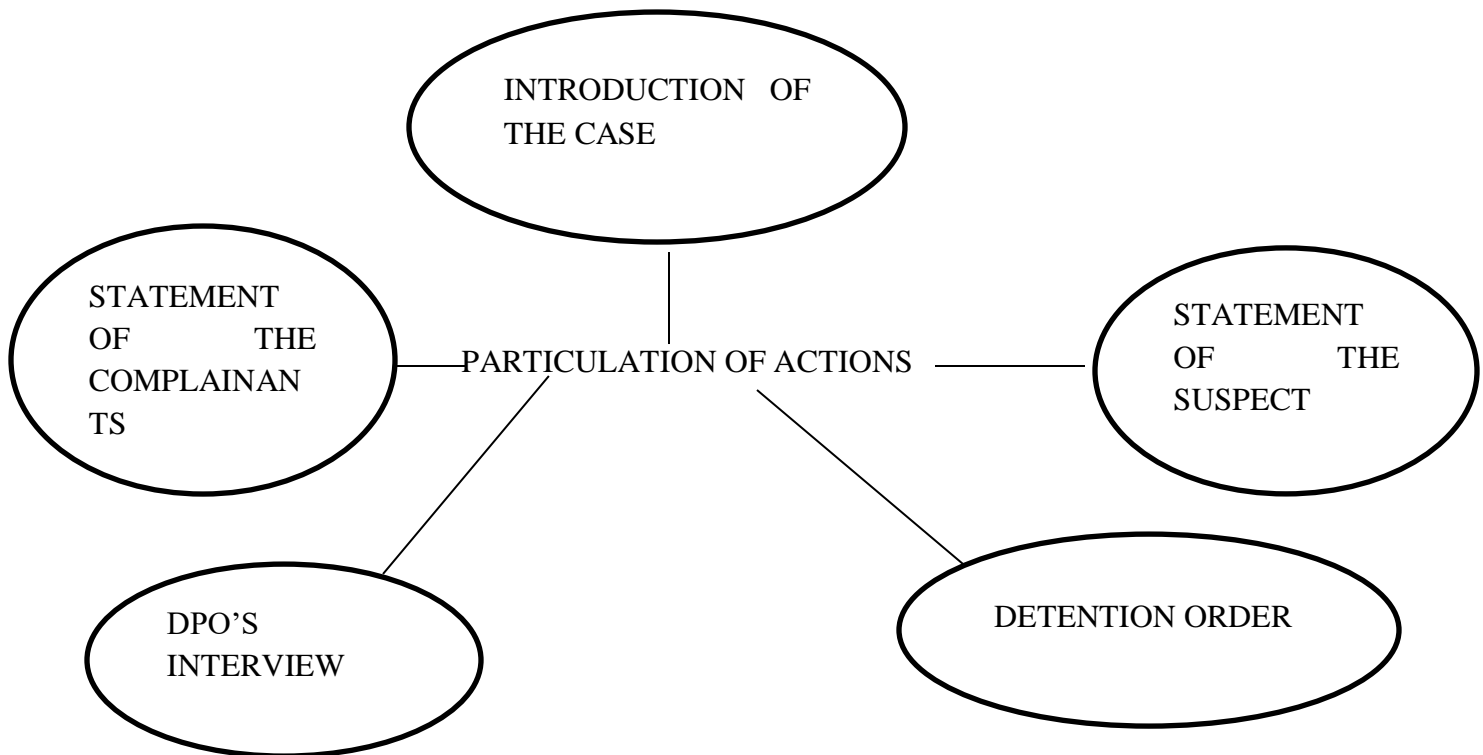 INTRODUCTION OF
THE CASE
STATEMENT
OF THE
COMPLAINAN
TS
PARTICULATION OF ACTIONS
STATEMENT
OF THE
SUSPECT
DPO’S
INTERVIEW
DETENTION ORDER